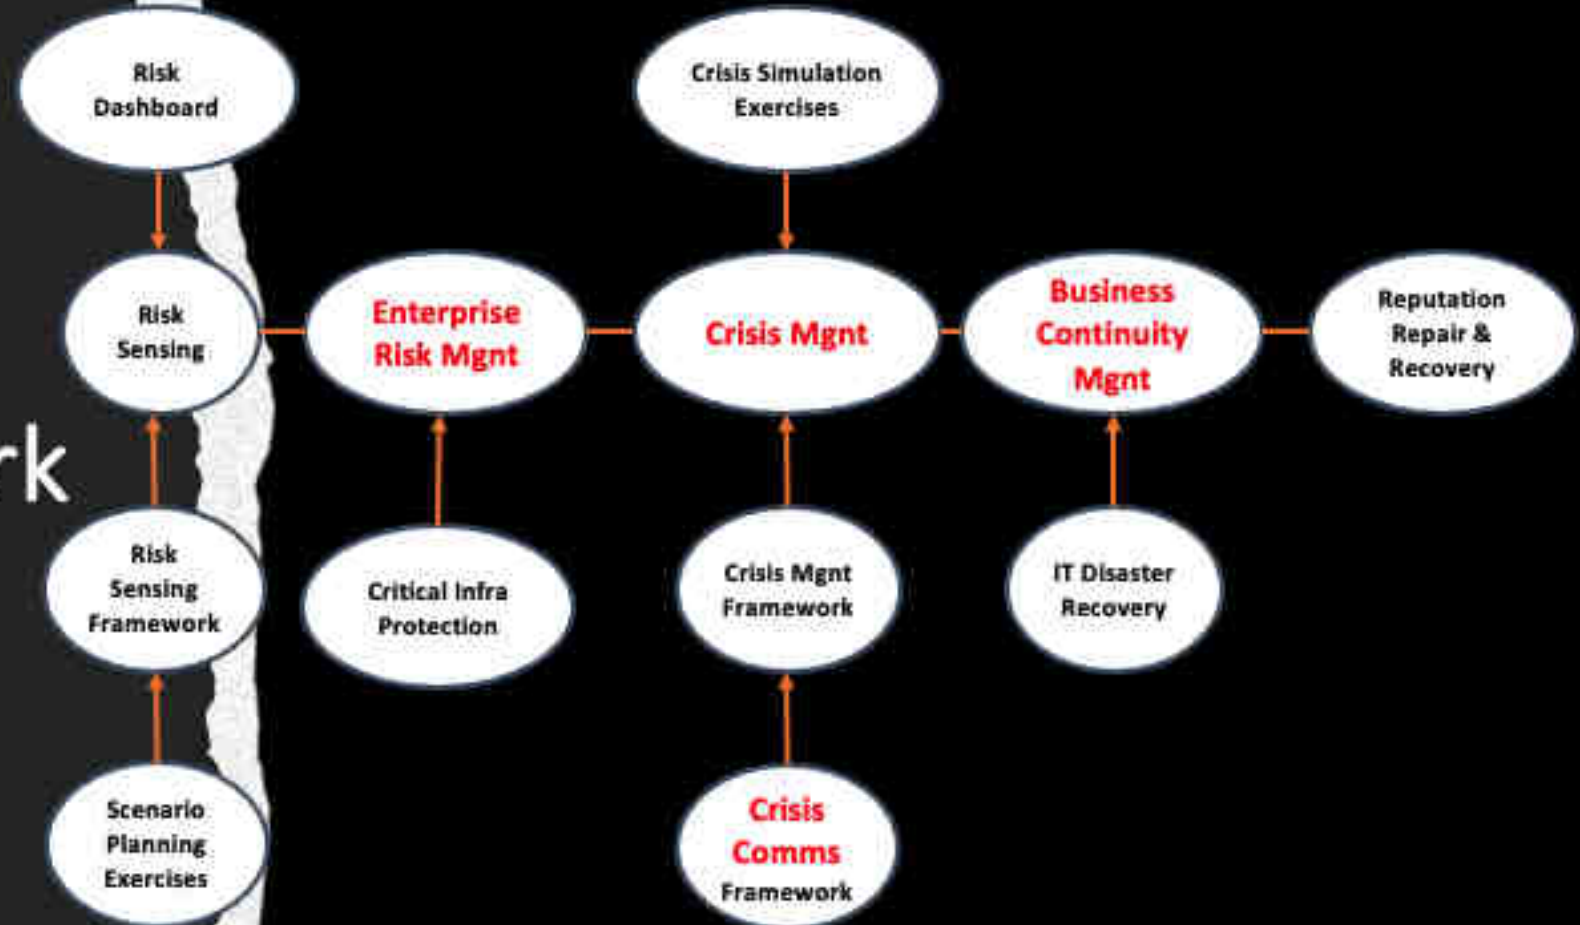 Risk
Dashboard
Crisis Simulation
Exercises
Risk
Sensing
Enterprise
Risk Mgnt
Crisis Mgnt
Business
Continuity
Mgnt
Reputation
Repair &
Recovery
rk
Risk
Sensing
Framework
Critical Infra
Protection
Crisis Mgnt
Framework
IT Disaster
Recovery
Scenario
Planning
Exercises
Crisis
Comms
Framework